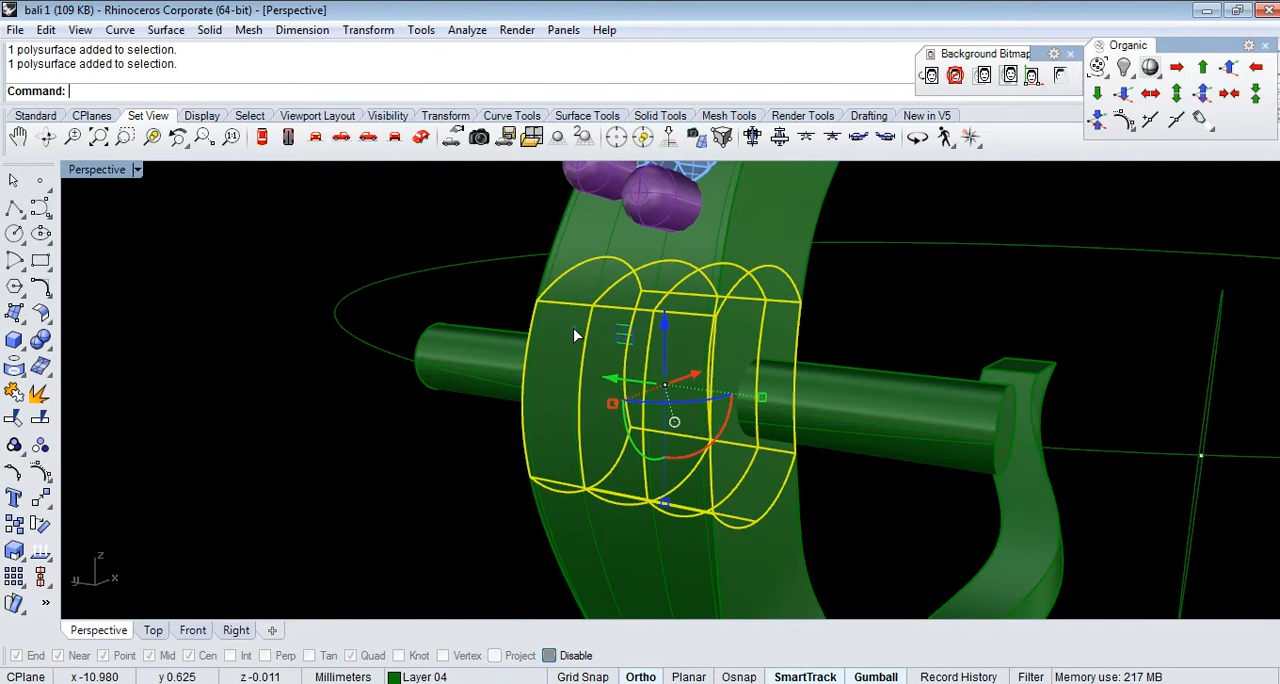 bali 1 (109 KB) - Rhinoceros Corporate (64-bit) - [Perspective]
File Edit View Curve Surface Solid Mesh Dimension Transform Tools Analyze Render Panels Help
1 polysurface added to selection.
1 polysurface added to selection.
Command:
Background Bitmap
Organic
Standard CPlanes Set View Display Select Viewport Layout Visibility Transform Curve Tools Surface Tools Solid Tools Mesh Tools Render Tools Drafting New in V5
Perspective
z
y x
Perspective Top Front Right
End Near Point Mid Cen Int Perp Tan Quad Knot Vertex Project Disable
CPlane x -10.980 y 0.625 z -0.011 Millimeters Layer 04 Grid Snap Ortho Planar Osnap SmartTrack Gumball Record History Filter Memory use: 217 MB